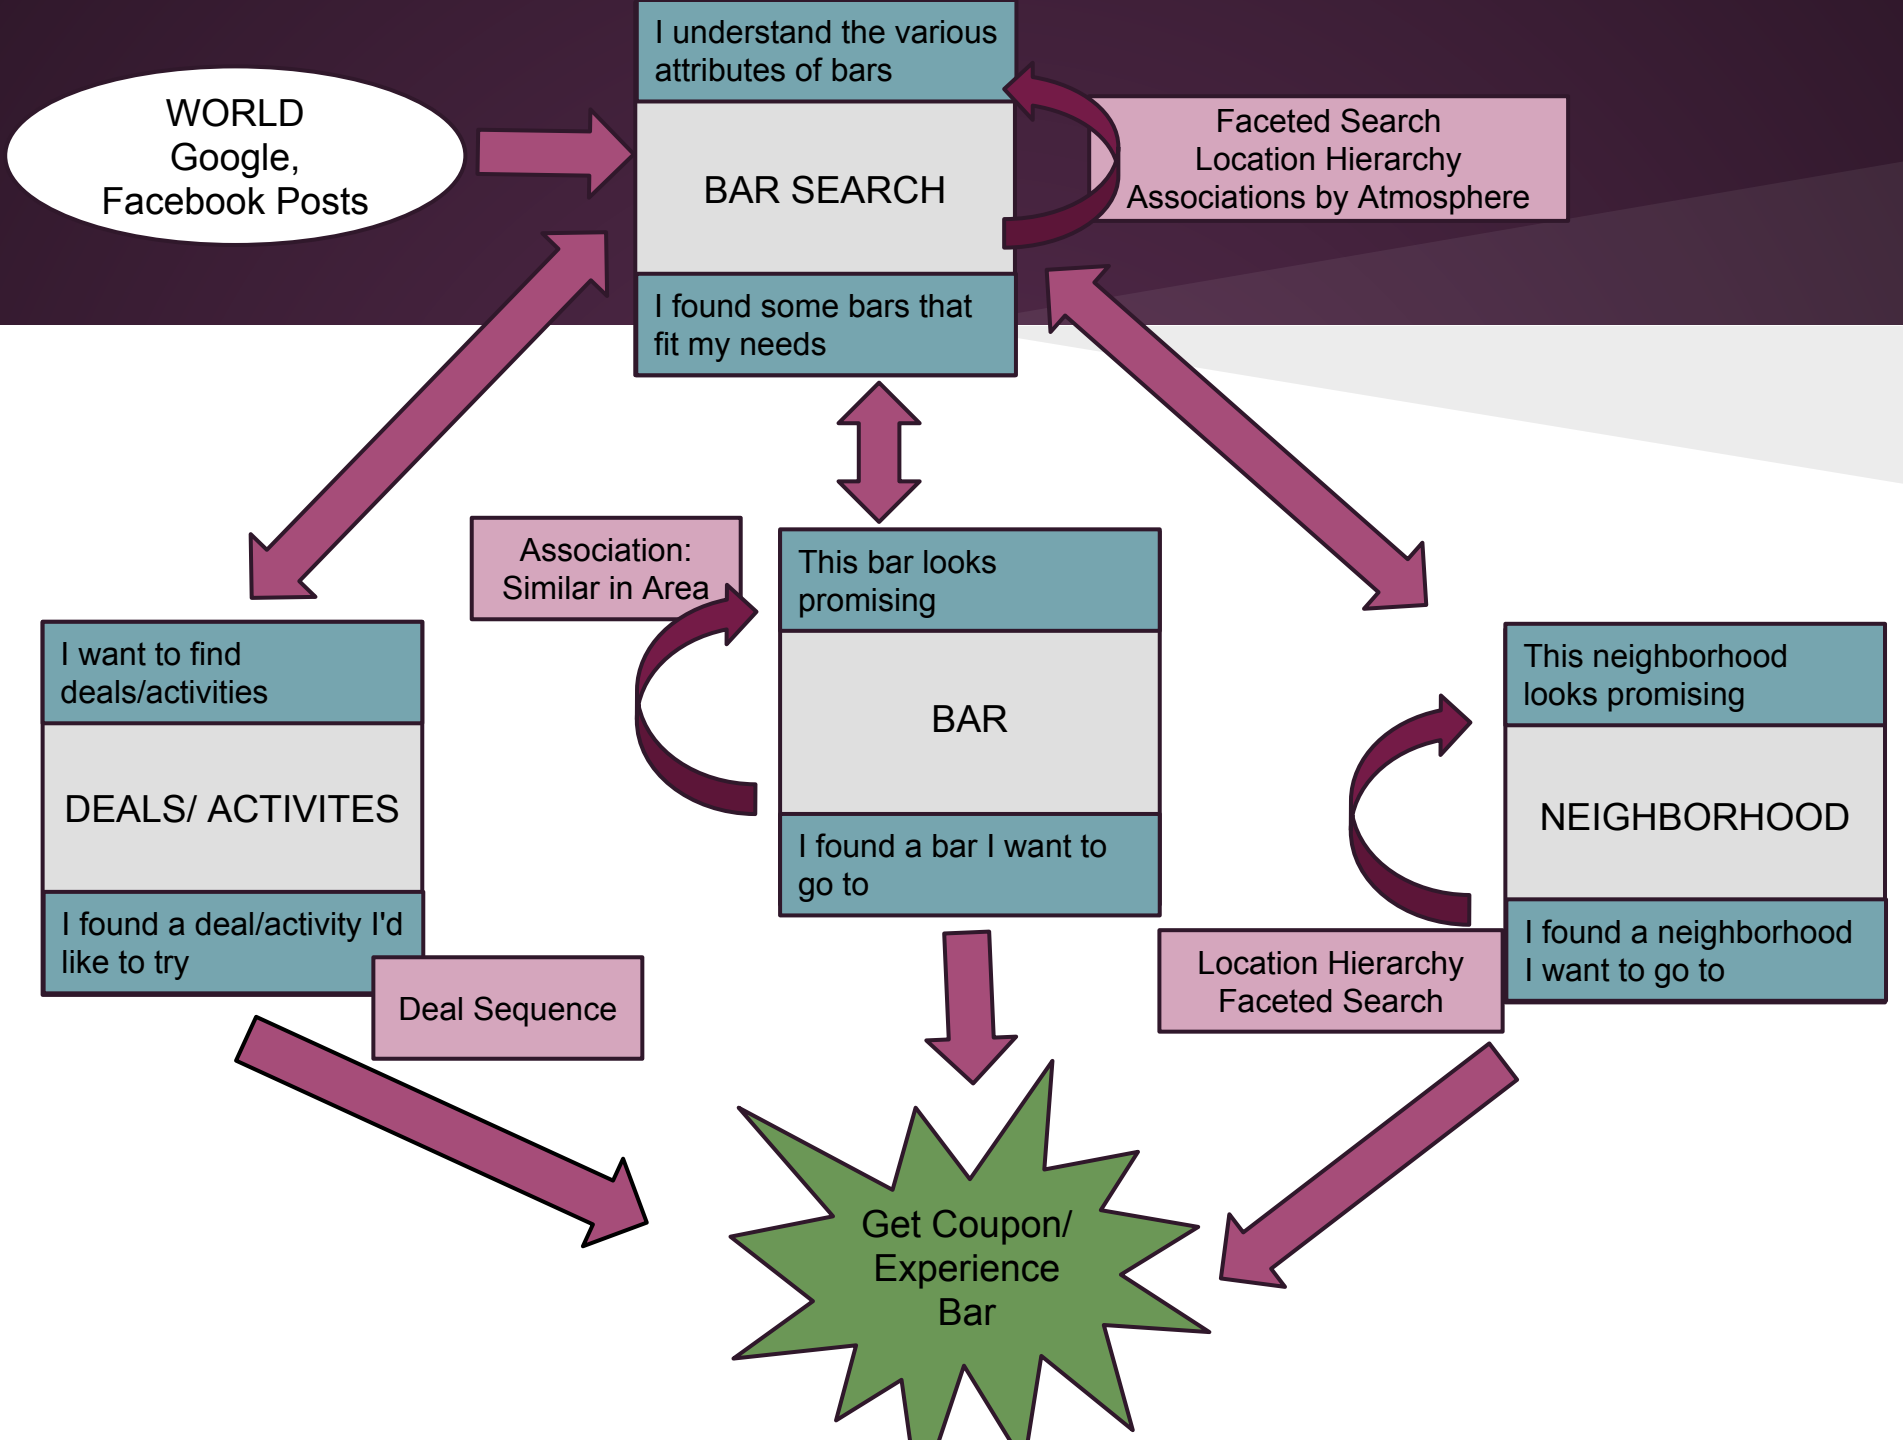 I understand the various
attributes of bars
WORLD
Google,
Facebook Posts
BAR SEARCH
Faceted Search
Location Hierarchy
Associations by Atmosphere
I found some bars that
fit my needs
Association:
Similar in Area
This bar looks
promising
BAR
I found a bar I want to
go to
I want to find
deals/activities
DEALS/ ACTIVITES
I found a deal/activity I'd
like to try
Deal Sequence
This neighborhood
looks promising
NEIGHBORHOOD
I found a neighborhood
I want to go to
Location Hierarchy
Faceted Search
Get Coupon/
Experience
Bar